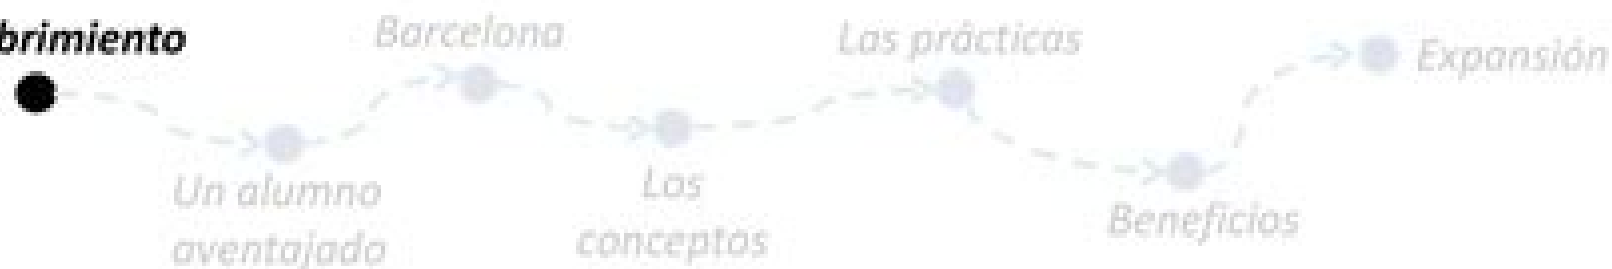 brimiento
Un alumno
aventajado
Barcelona
Los
conceptos
Las prácticas
Beneficios
Expansión